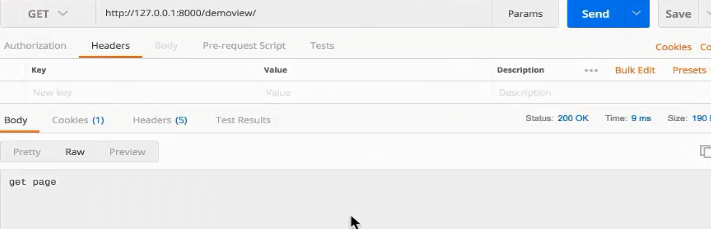 GET http://127.0.0.1:8000/demoview/ Params Send Save
Authorization Headers Body Pre-request Script Tests Cookies Co
Key Value Description ••• Bulk Edit Presets
New key Value Description
Body Cookies (1) Headers (5) Test Results Status: 200 OK Time: 9 ms Size: 190
Pretty Raw Preview
get page